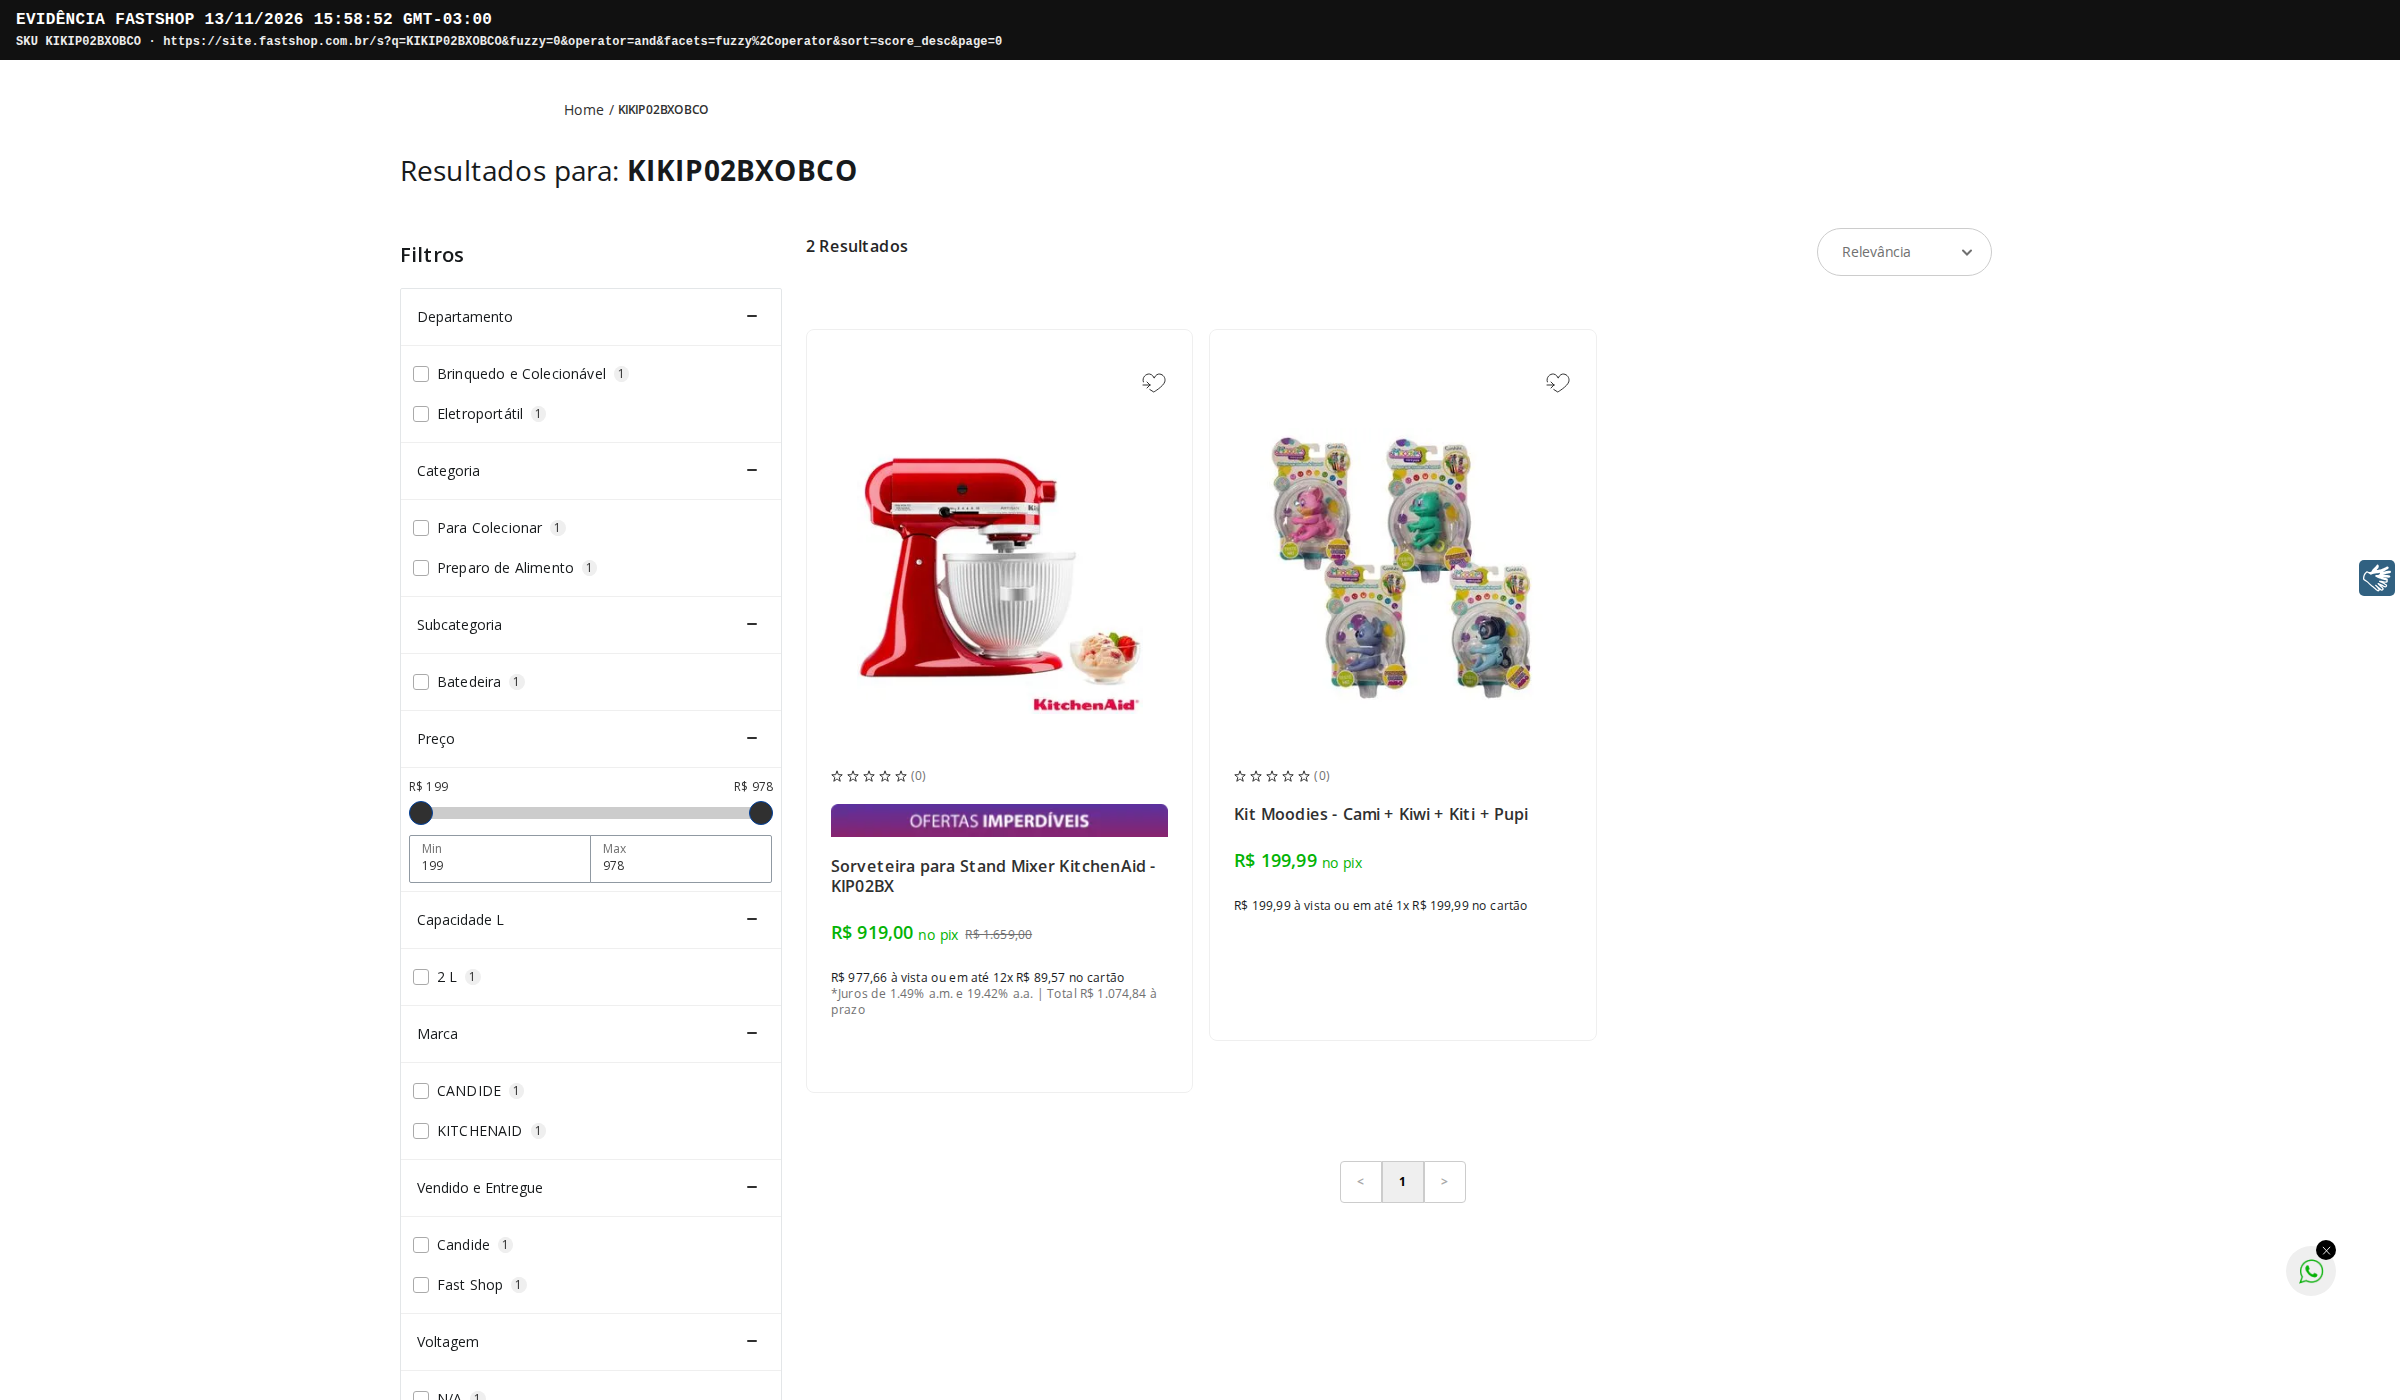 EVIDÊNCIA FASTSHOP 13/11/2026 15:58:52 GMT-03:00
SKU KIKIP02BXOBCO · https://site.fastshop.com.br/s?q=KIKIP02BXOBCO&fuzzy=0&operator=and&facets=fuzzy%2Coperator&sort=score_desc&page=0
Home / KIKIP02BXOBCO
Resultados para: KIKIP02BXOBCO
Filtros
2 Resultados
Relevância
Departamento
Brinquedo e Colecionável 1
Eletroportátil 1
Categoria
Para Colecionar 1
Preparo de Alimento 1
Subcategoria
Batedeira 1
Preço
R$ 199
R$ 978
Min
199
Max
978
Capacidade L
2 L 1
Marca
CANDIDE 1
KITCHENAID 1
Vendido e Entregue
Candide 1
Fast Shop 1
Voltagem
N/A 1
KitchenAid
(0)
OFERTAS IMPERDÍVEIS
Sorveteira para Stand Mixer KitchenAid -
KIP02BX
R$ 919,00 no pix R$ 1.659,00
R$ 977,66 à vista ou em até 12x R$ 89,57 no cartão
*Juros de 1.49% a.m. e 19.42% a.a. | Total R$ 1.074,84 à
prazo
(0)
Kit Moodies - Cami + Kiwi + Kiti + Pupi
R$ 199,99 no pix
R$ 199,99 à vista ou em até 1x R$ 199,99 no cartão
< 1 >